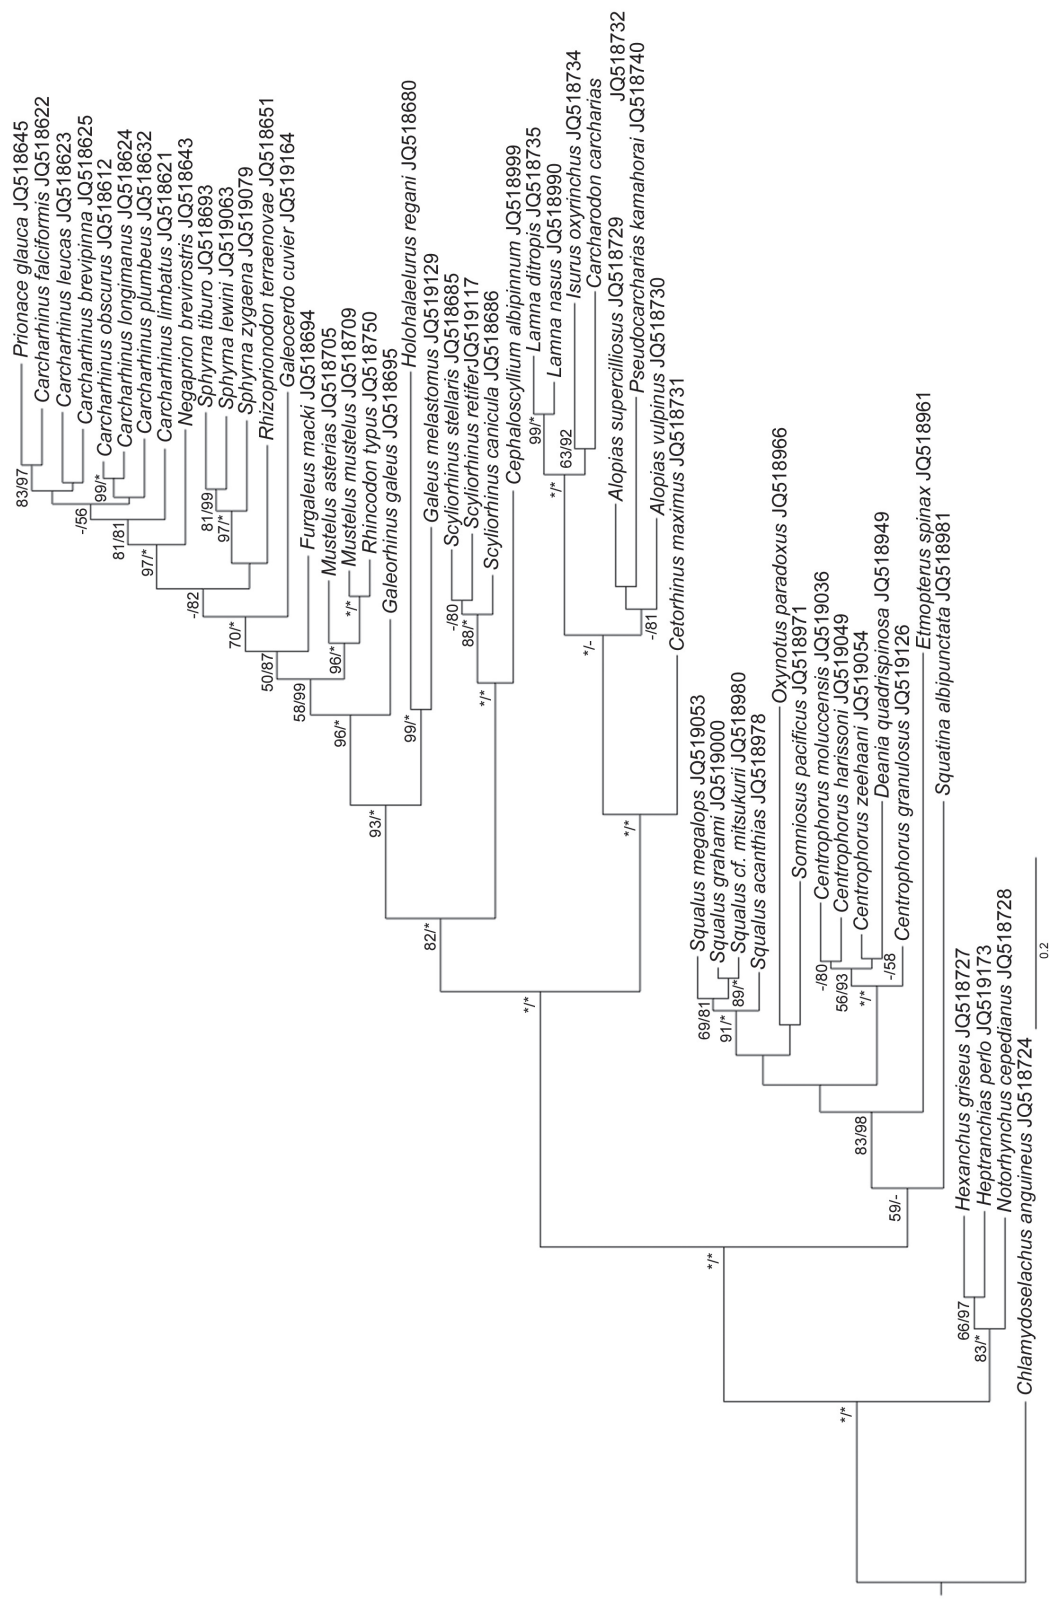 Prionace glauca JQ518645
Carcharhinus falciformis JQ518622
Carcharhinus leucas JQ518623
Carcharhinus brevipinna JQ518625
Carcharhinus obscurus JQ518612
Carcharhinus longimanus JQ518624
Carcharhinus plumbeus JQ518632
Carcharhinus limbatus JQ518621
Negaprion brevirostris JQ518643
Sphyrna tiburo JQ518693
Sphyrna lewini JQ519063
Sphyrna zygaena JQ519079
Rhizoprionodon terraenovae JQ518651
Galeocerdo cuvier JQ519164
Furgaleus macki JQ518694
Mustelus asterias JQ518705
Mustelus mustelus JQ518709
Rhincodon typus JQ518750
Galeorhinus galeus JQ518695
Holohalaelurus regani JQ518680
Galeus melastomus JQ519129
Scyliorhinus stellaris JQ518685
Scyliorhinus retiferJQ519117
Scyliorhinus canicula JQ518686
Cephaloscyllium albipinnum JQ518999
Lamna ditropis JQ518735
Lamna nasus JQ518990
Isurus oxyrinchus JQ518734
Carcharodon carcharias
JQ518732
Alopias supercilliosus JQ518729
Pseudocarcharias kamahorai JQ518740
Alopias vulpinus JQ518730
Cetorhinus maximus JQ518731
Squalus megalops JQ519053
Squalus grahami JQ519000
Squalus cf. mitsukurii JQ518980
Squalus acanthias JQ518978
Oxynotus paradoxus JQ518966
Somniosus pacificus JQ518971
Centrophorus moluccensis JQ519036
Centrophorus harissoni JQ519049
Centrophorus zeehaani JQ519054
Deania quadrispinosa JQ518949
Centrophorus granulosus JQ519126
Etmopterus spinax JQ518961
Squatina albipunctata JQ518981
Hexanchus griseus JQ518727
Heptranchias perlo JQ519173
Notorhynchus cepedianus JQ518728
Chlamydoselachus anguineus JQ518724
83/97
-/56
99/*
81/81
97/*
81/99
97/*
-/82
70/*
50/87
96/*
*/*
58/99
96/*
99/*
93/*
-/80
88/*
*/*
82/*
99/*
63/92
*/*
-/81
*/-
*/*
*/*
69/81
89/*
91/*
-/80
56/93
-/58
*/*
83/98
59/-
*/*
66/97
83/*
*/*
0.2